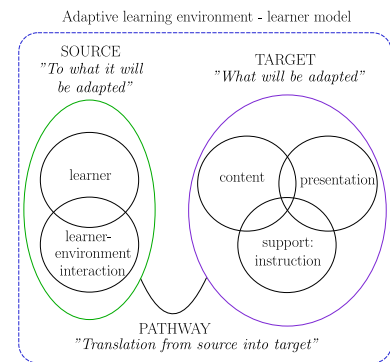 Adaptive learning environment - learner model
SOURCE
"To what it will
be adapted"
TARGET
"What will be adapted"
learner
learner-
environment
interaction
content
presentation
support:
instruction
PATHWAY
"Translation from source into target"